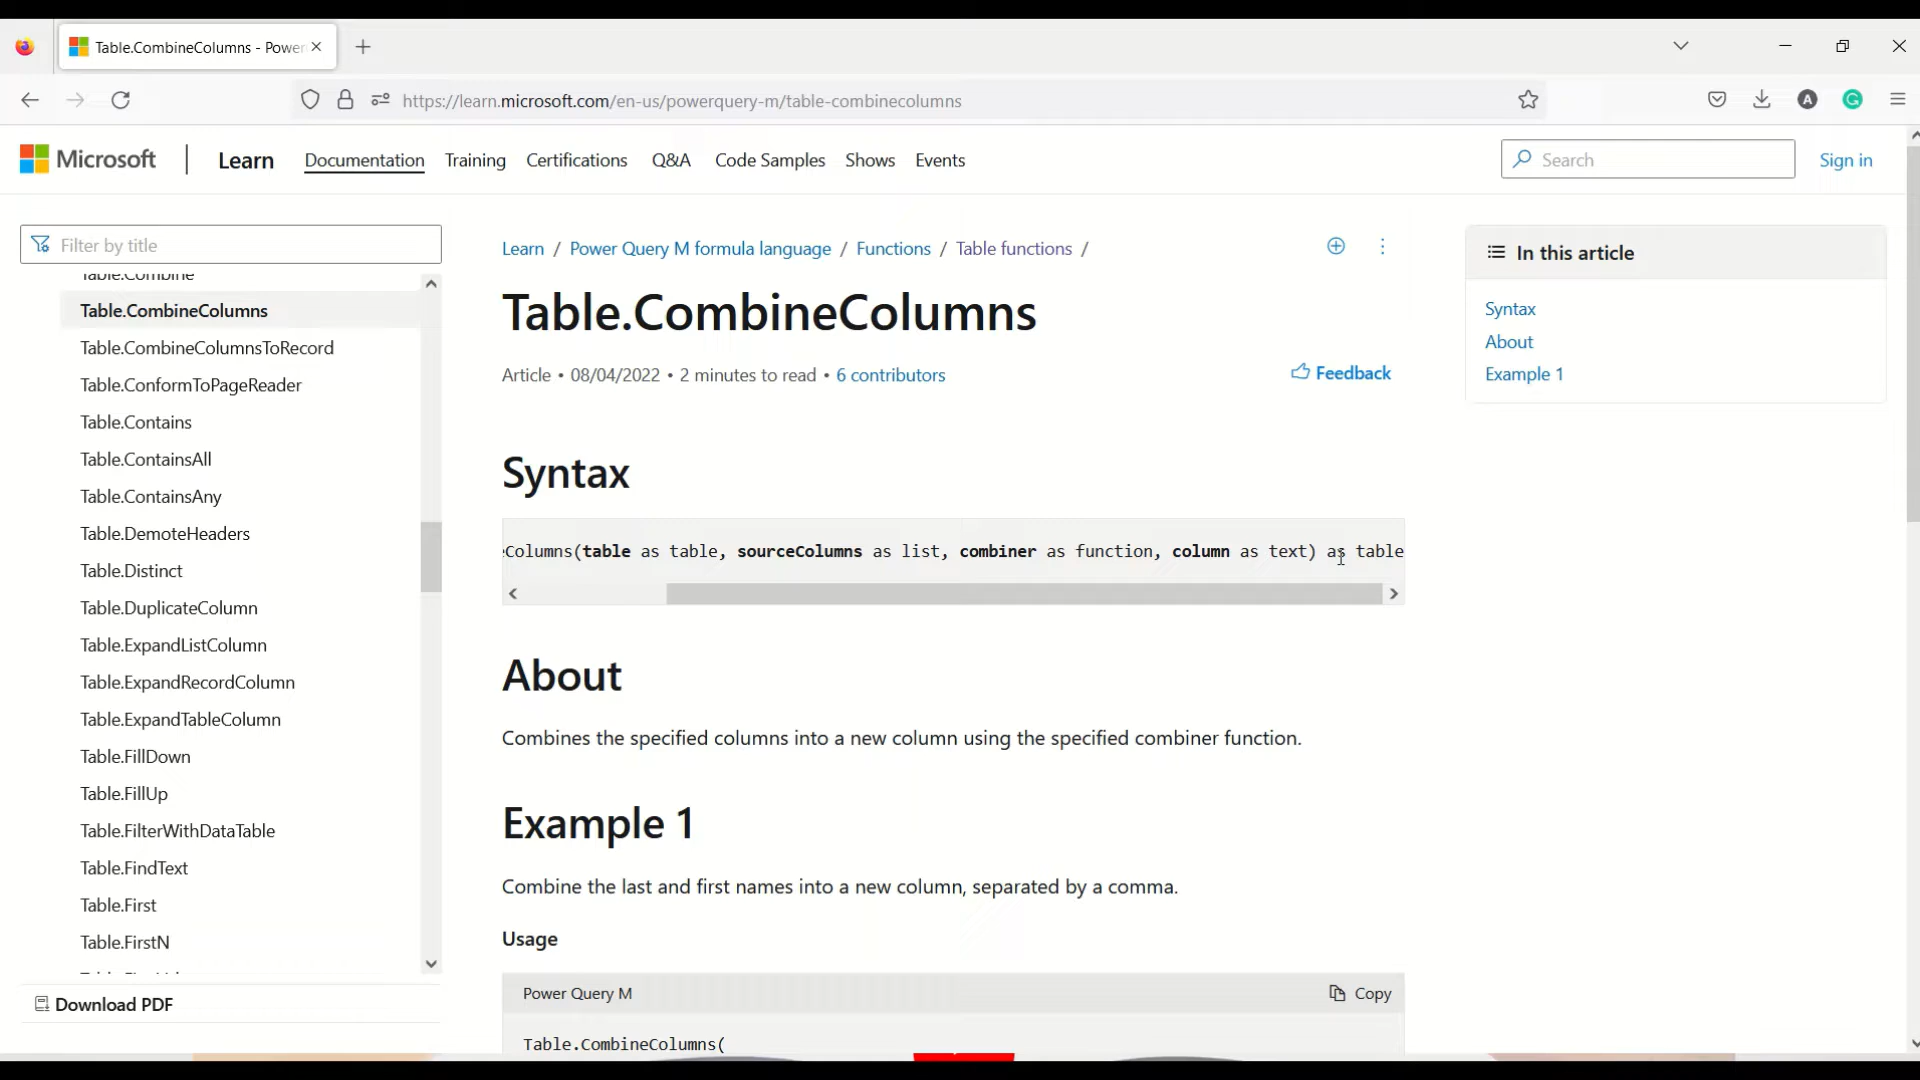 Table.CombineColumns - Power
https://learn.microsoft.com/en-us/powerquery-m/table-combinecolumns
Microsoft
Learn
Documentation
Training
Certifications
Q&A
Code Samples
Shows
Events
Search
Sign in
Filter by title
Table.Combine
Table.CombineColumns
Table.CombineColumnsToRecord
Table.ConformToPageReader
Table.Contains
Table.ContainsAll
Table.ContainsAny
Table.DemoteHeaders
Table.Distinct
Table.DuplicateColumn
Table.ExpandListColumn
Table.ExpandRecordColumn
Table.ExpandTableColumn
Table.FillDown
Table.FillUp
Table.FilterWithDataTable
Table.FindText
Table.First
Table.FirstN
Download PDF
Learn / Power Query M formula language / Functions / Table functions /
Table.CombineColumns
Article • 08/04/2022 • 2 minutes to read • 6 contributors
Feedback
Syntax
eColumns(table as table, sourceColumns as list, combiner as function, column as text) as table
About
Combines the specified columns into a new column using the specified combiner function.
Example 1
Combine the last and first names into a new column, separated by a comma.
Usage
Power Query M
Copy
Table.CombineColumns(
In this article
Syntax
About
Example 1